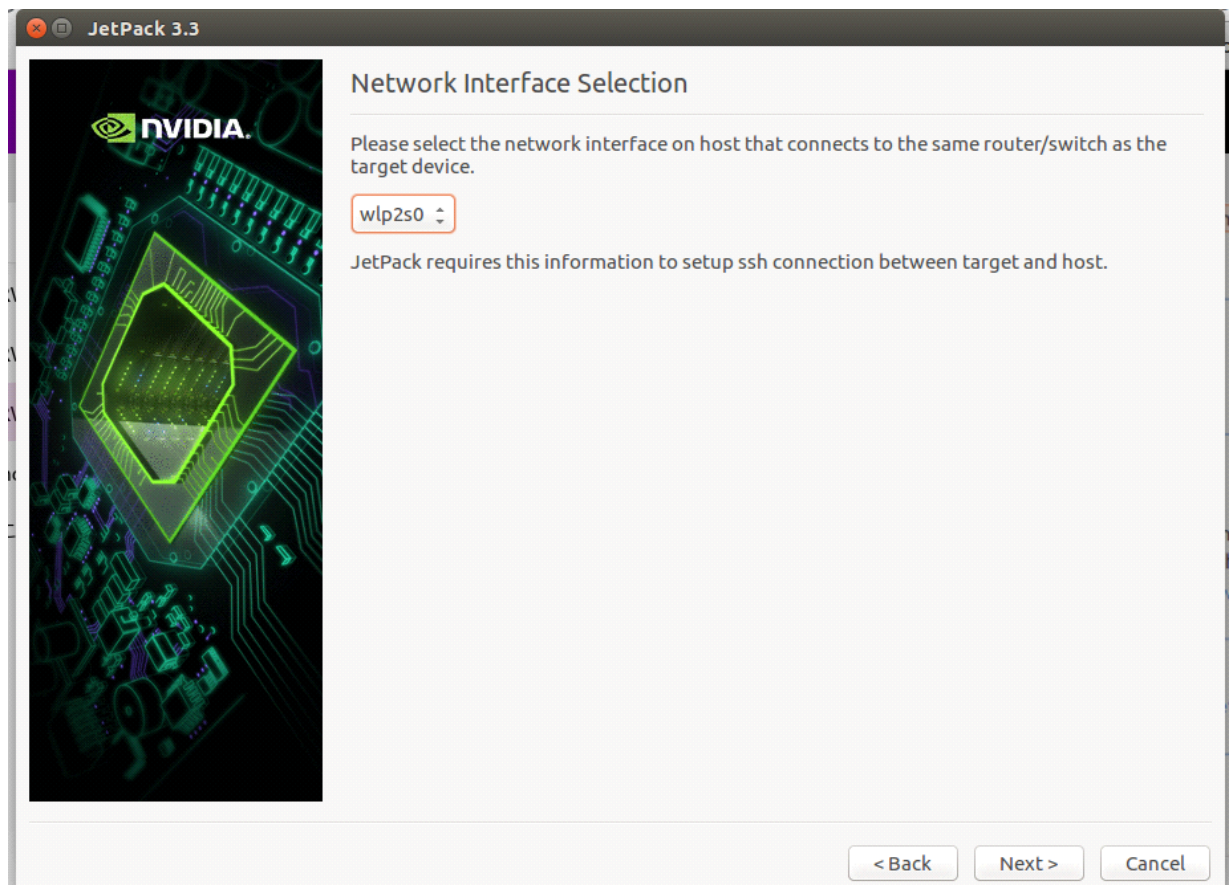 JetPack 3.3
NVIDIA.
Network Interface Selection
Please select the network interface on host that connects to the same router/switch as the
target device.
wlp2s0
JetPack requires this information to setup ssh connection between target and host.
< Back
Next >
Cancel